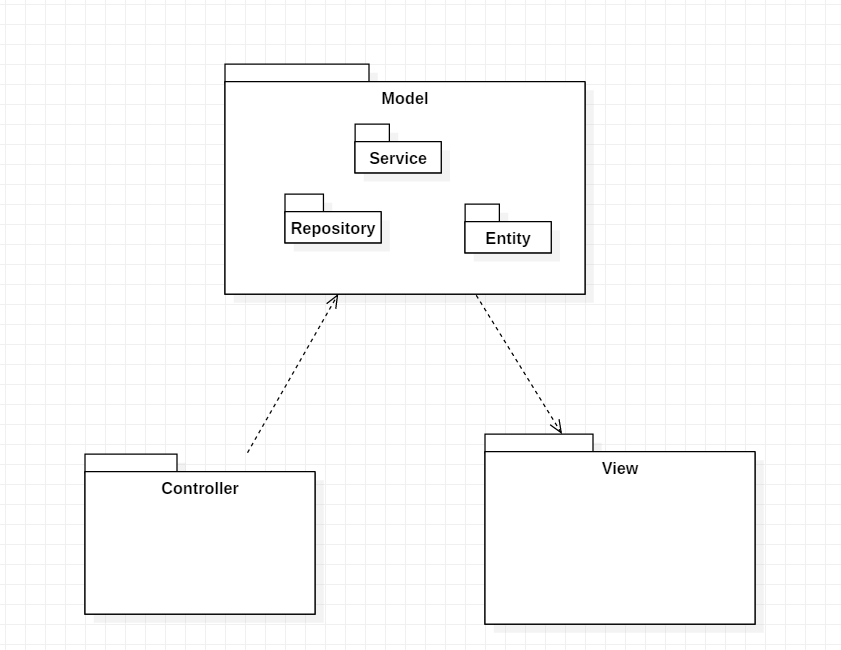 Model
Service
Repository
Entity
Controller
View